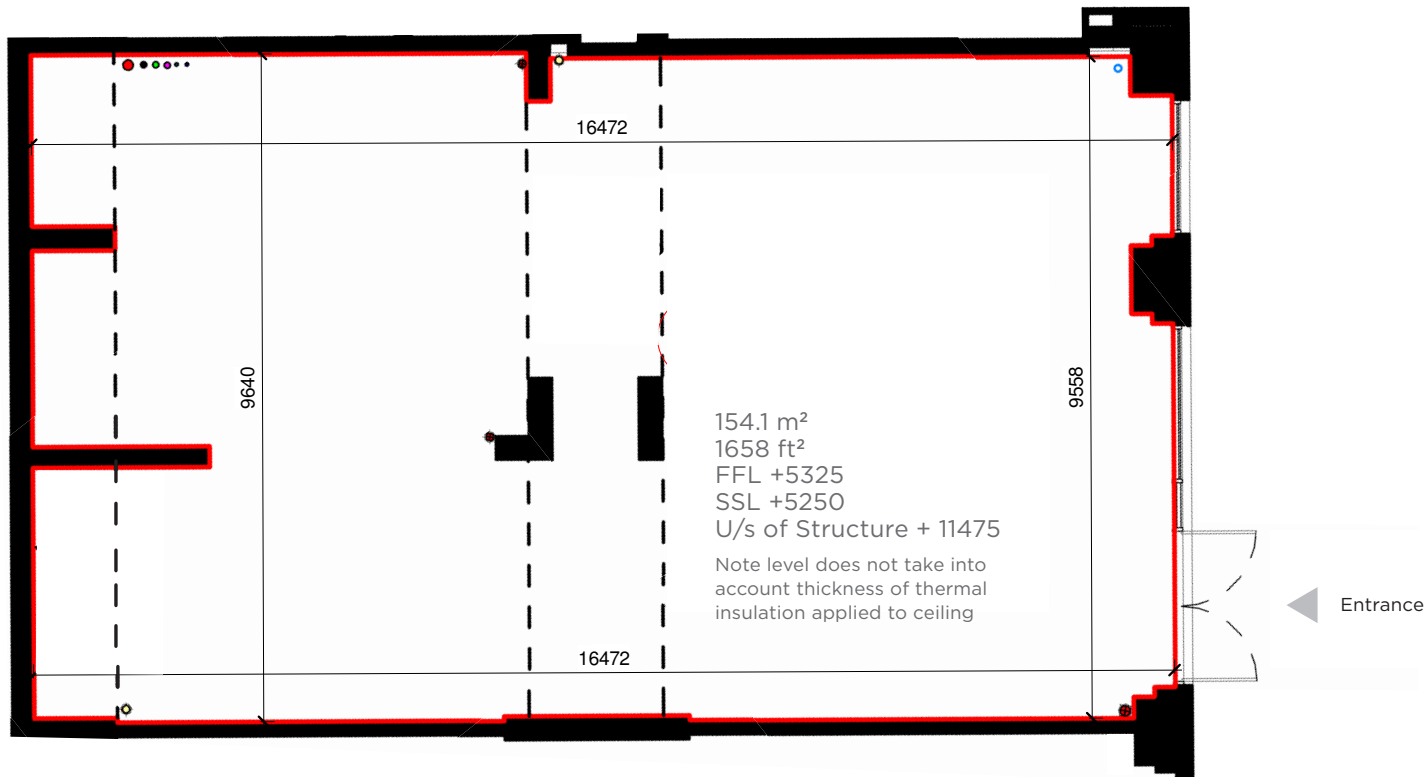 16472
9640
9558
154.1 m²
1658 ft²
FFL +5325
SSL +5250
U/s of Structure + 11475
Note level does not take into
account thickness of thermal
insulation applied to ceiling
Entrance
16472